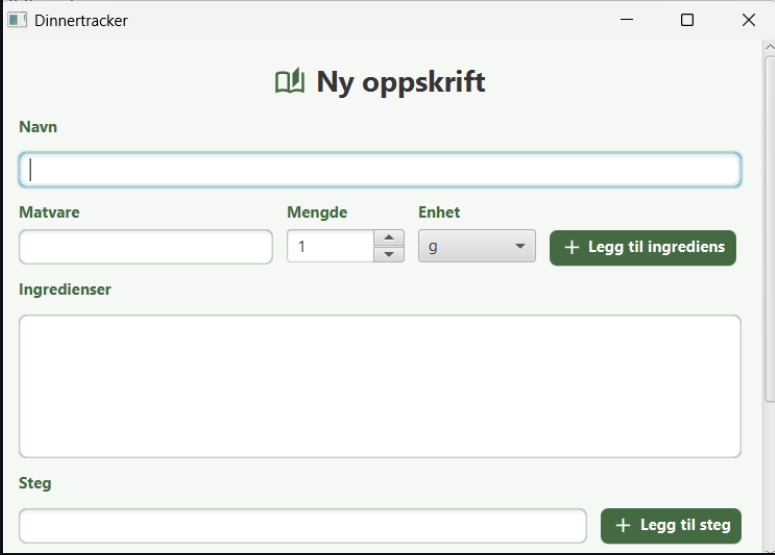 Dinnertracker
Ny oppskrift
Navn
Matvare Mengde Enhet
1 g + Legg til ingrediens
Ingredienser
Steg
+ Legg til steg